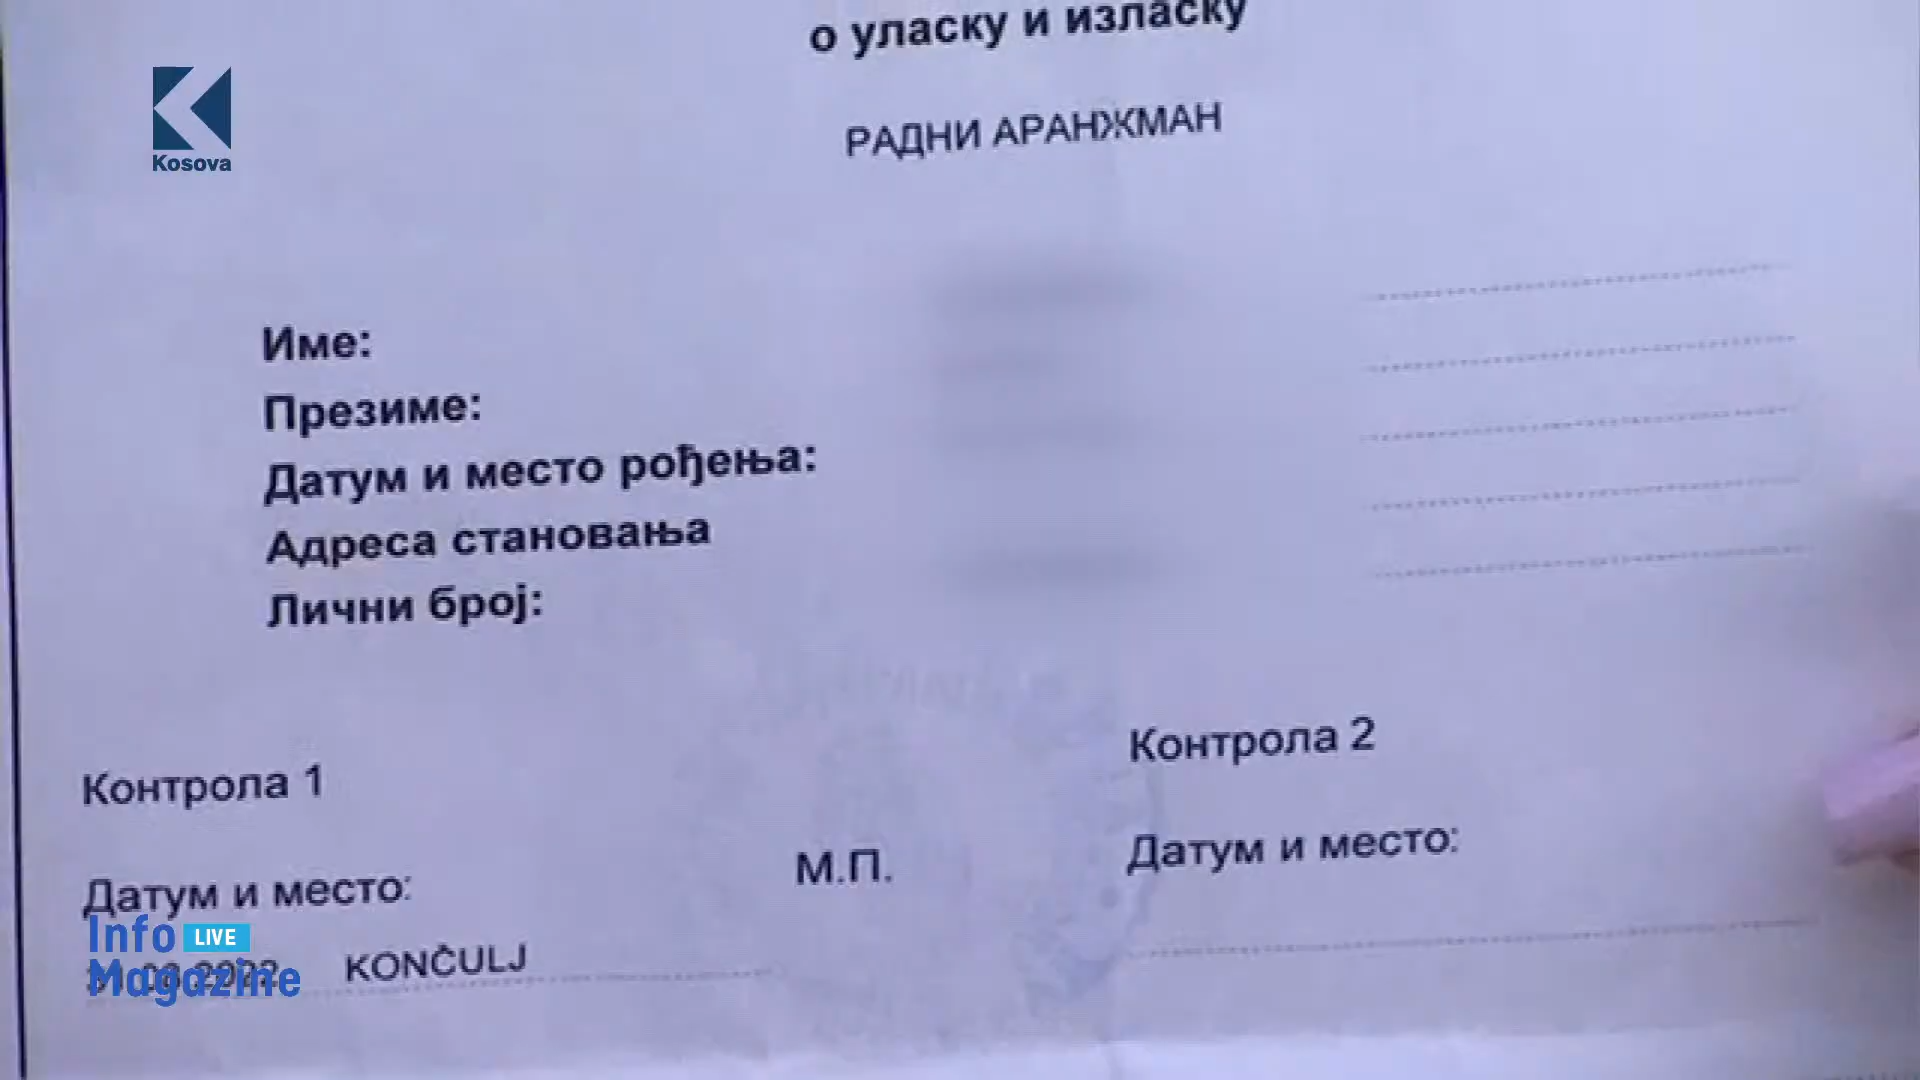 о уласку и изласку
РАДНИ АРАНЖМАН
Kosova
Име:
Презиме:
Датум и место рођења:
Адреса становања
Лични број:
Контрола 1
Контрола 2
Датум и место:
М.П.
Датум и место:
KONČULJ
Info LIVE
Magazine